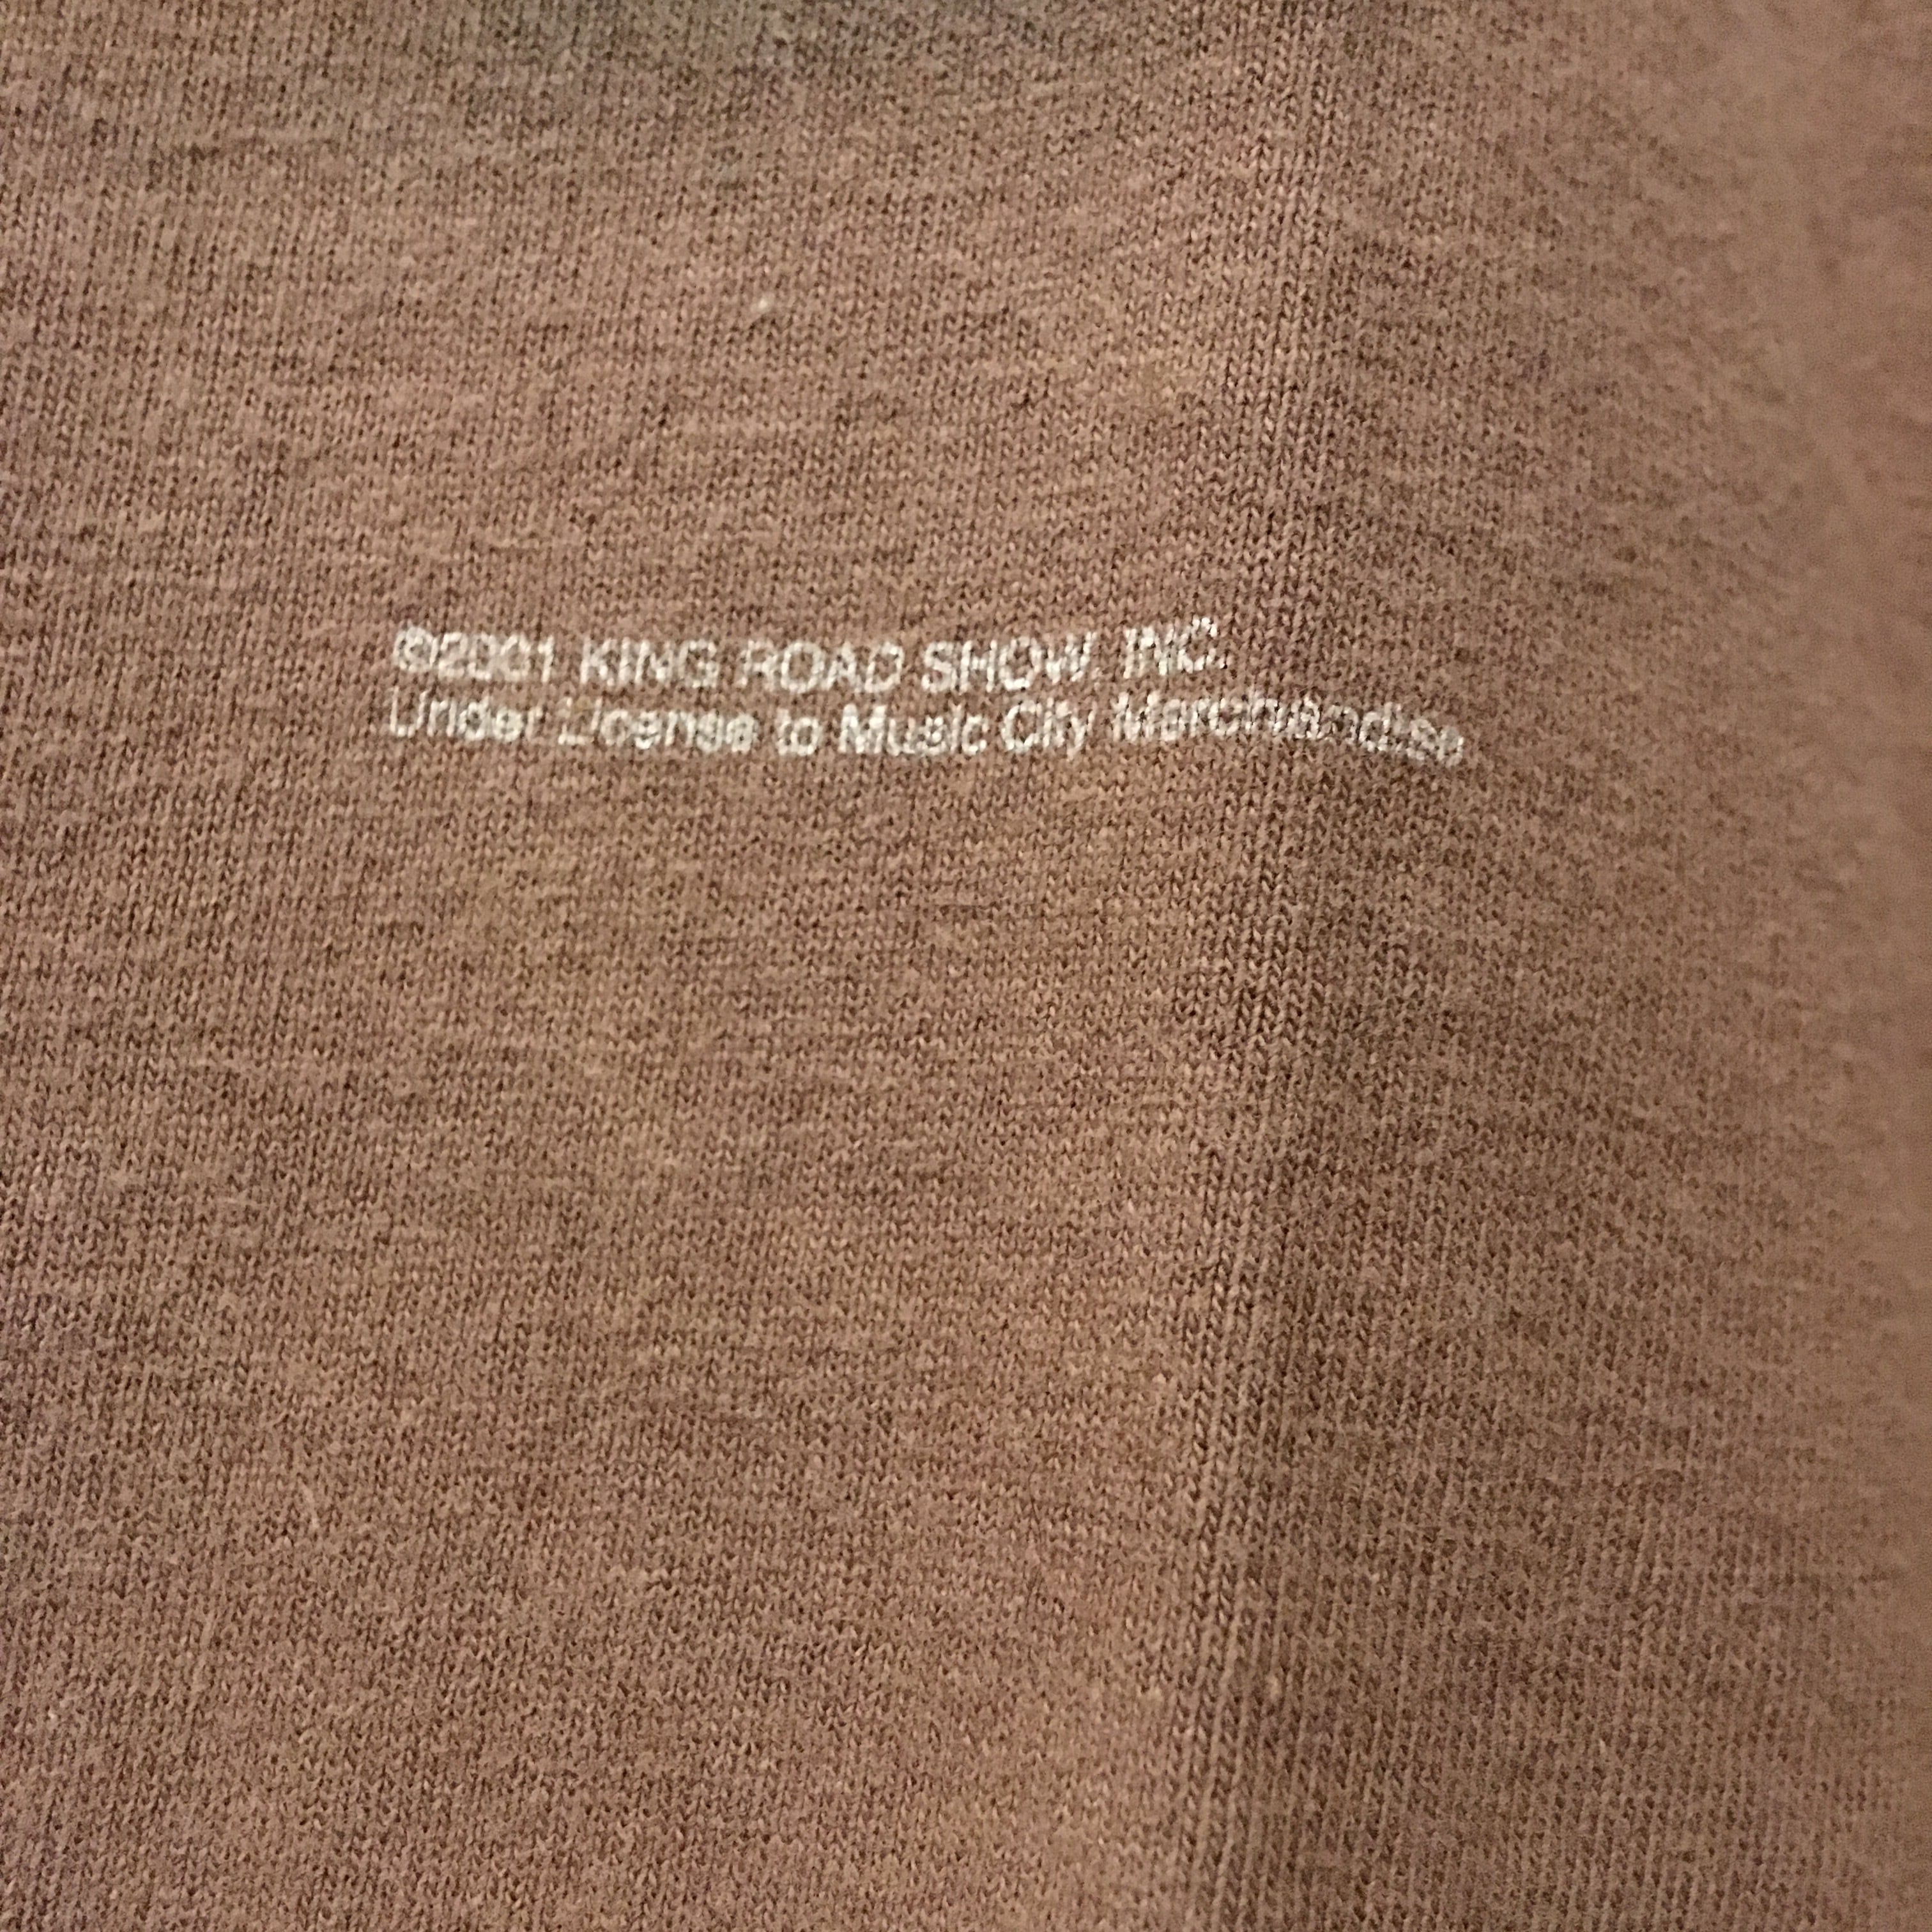 ©2001 KING ROAD SHOW, INC.
Under License to Music City Merchandise